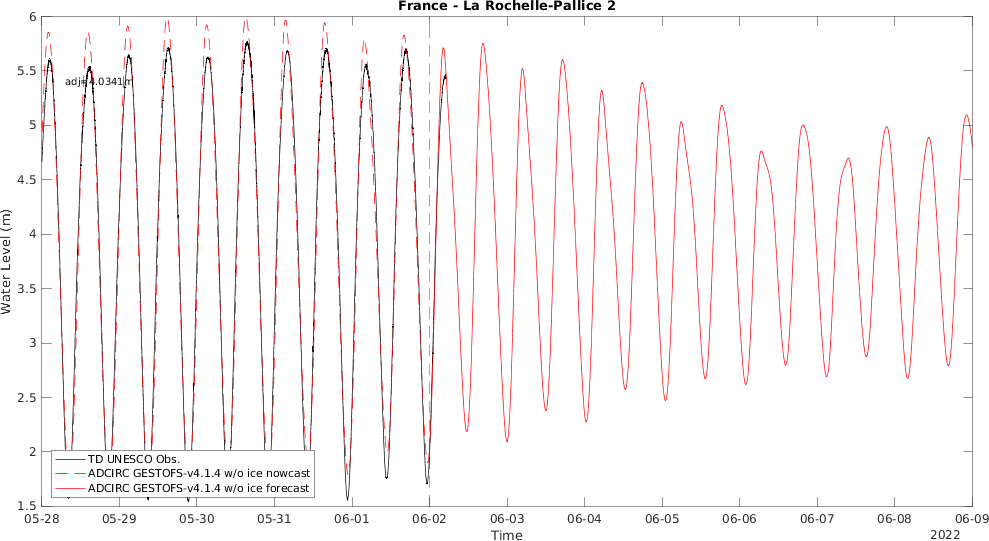 France - La Rochelle-Pallice 2
6
5.5
5
4.5
4
3.5
3
2.5
2
1.5
Water Level (m)
adj=4.0341m
TD UNESCO Obs.
ADCIRC GESTOFS-v4.1.4 w/o ice nowcast
ADCIRC GESTOFS-v4.1.4 w/o ice forecast
05-28 05-29 05-30 05-31 06-01 06-02 06-03 06-04 06-05 06-06 06-07 06-08 06-09
Time
2022